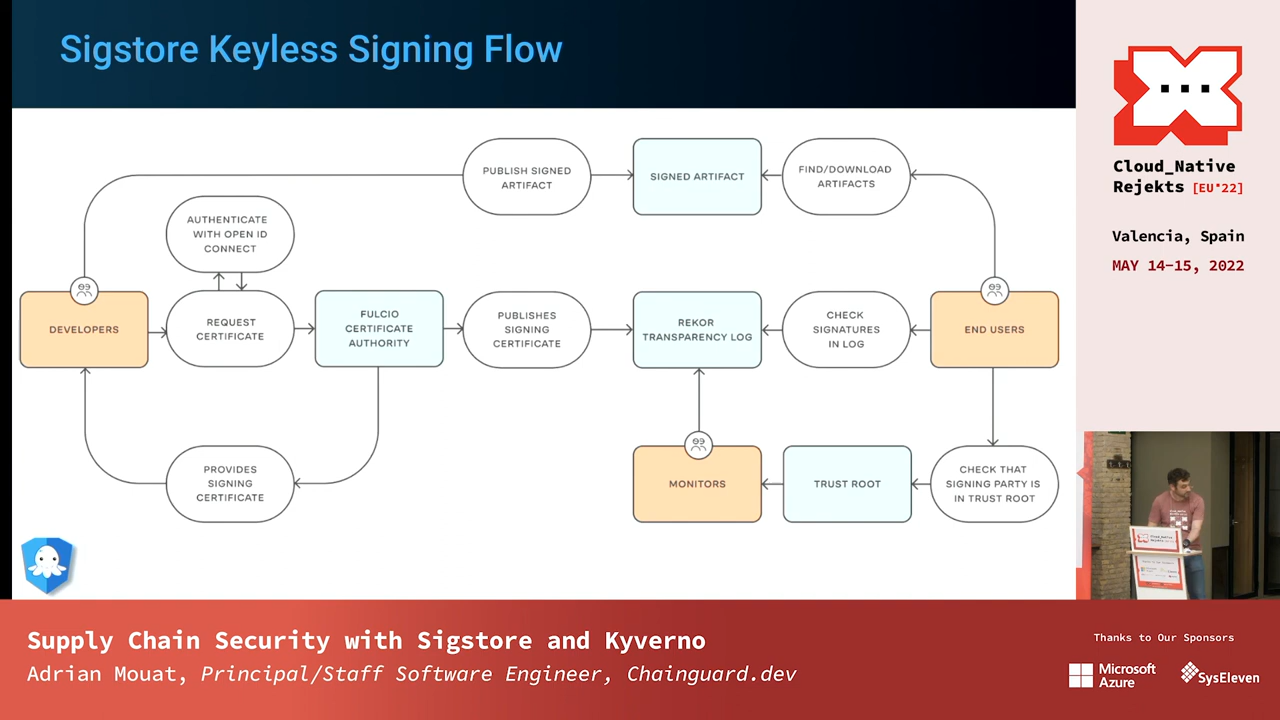 Sigstore Keyless Signing Flow
PUBLISH SIGNED
ARTIFACT
SIGNED ARTIFACT
FIND/DOWNLOAD
ARTIFACTS
AUTHENTICATE
WITH OPEN ID
CONNECT
DEVELOPERS
REQUEST
CERTIFICATE
FULCIO
CERTIFICATE
AUTHORITY
PUBLISHES
SIGNING
CERTIFICATE
REKOR
TRANSPARENCY LOG
CHECK
SIGNATURES
IN LOG
END USERS
PROVIDES
SIGNING
CERTIFICATE
MONITORS
TRUST ROOT
CHECK THAT
SIGNING PARTY IS
IN TRUST ROOT
Cloud_Native
Rejekts [EU*22]
Valencia, Spain
MAY 14-15, 2022
Cloud_Native
Rejekts
Supply Chain Security with Sigstore and Kyverno
Adrian Mouat, Principal/Staff Software Engineer, Chainguard.dev
Thanks to Our Sponsors
Microsoft
Azure
SysEleven